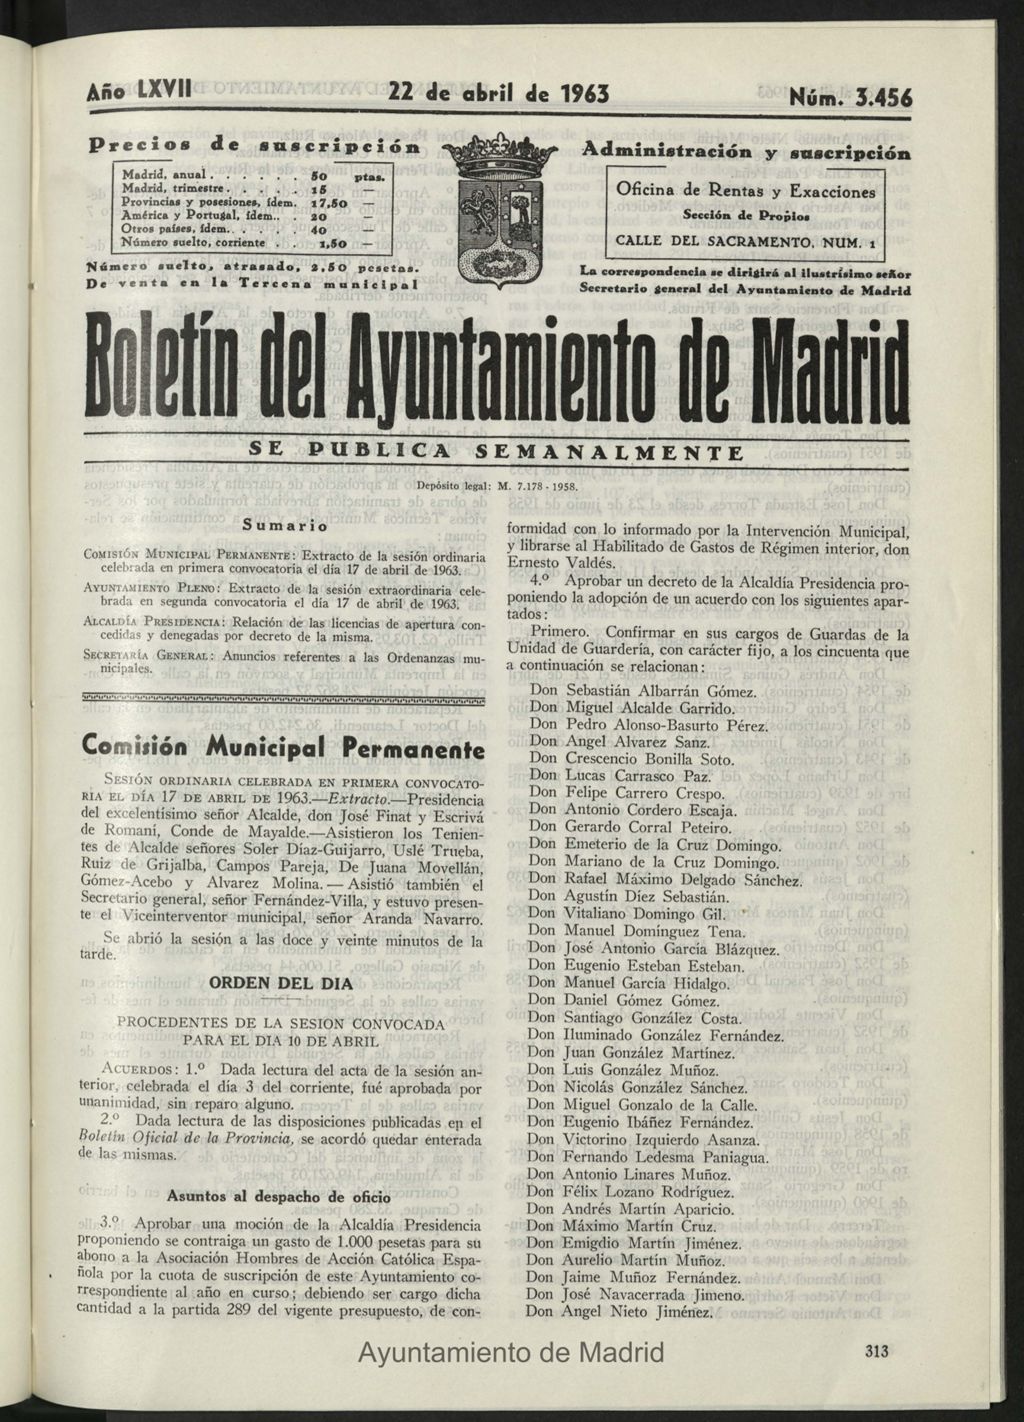 Año LXVII 22 de abril de 1963 Núm. 3.456
Precios de suscripción
Madrid, anual. . . . . . 50 ptas.
Madrid, trimestre. . . . . 15 —
Provincias y posesiones, ídem. 17,50 —
América y Portugal, ídem.. . 20 —
Otros países, ídem.. . . . . 40 —
Número suelto, corriente . . 1,50 —
Número suelto, atrasado, 2,50 pesetas.
De venta en la Tercena municipal
Administración y suscripción
Oficina de Rentas y Exacciones
Sección de Propios
CALLE DEL SACRAMENTO, NUM. 1
La correspondencia se dirigirá al ilustrísimo señor
Secretario general del Ayuntamiento de Madrid
Boletín del Ayuntamiento de Madrid
SE PUBLICA SEMANALMENTE
Depósito legal: M. 7.178 - 1958.
Sumario
COMISIÓN MUNICIPAL PERMANENTE: Extracto de la sesión ordinaria
celebrada en primera convocatoria el día 17 de abril de 1963.
AYUNTAMIENTO PLENO: Extracto de la sesión extraordinaria cele-
brada en segunda convocatoria el día 17 de abril de 1963.
ALCALDÍA PRESIDENCIA: Relación de las licencias de apertura con-
cedidas y denegadas por decreto de la misma.
SECRETARÍA GENERAL: Anuncios referentes a las Ordenanzas mu-
nicipales.
Comisión Municipal Permanente
SESIÓN ORDINARIA CELEBRADA EN PRIMERA CONVOCATO-
RIA EL DÍA 17 DE ABRIL DE 1963.—Extracto.—Presidencia
del excelentísimo señor Alcalde, don José Finat y Escrivá
de Romaní, Conde de Mayalde.—Asistieron los Tenien-
tes de Alcalde señores Soler Díaz-Guijarro, Uslé Trueba,
Ruiz de Grijalba, Campos Pareja, De Juana Movellán,
Gómez-Acebo y Alvarez Molina. — Asistió también el
Secretario general, señor Fernández-Villa, y estuvo presen-
te el Viceinterventor municipal, señor Aranda Navarro.
Se abrió la sesión a las doce y veinte minutos de la
tarde.
ORDEN DEL DIA
PROCEDENTES DE LA SESION CONVOCADA
PARA EL DIA 10 DE ABRIL
ACUERDOS: 1.º Dada lectura del acta de la sesión an-
terior, celebrada el día 3 del corriente, fué aprobada por
unanimidad, sin reparo alguno.
2.º Dada lectura de las disposiciones publicadas en el
Boletín Oficial de la Provincia, se acordó quedar enterada
de las mismas.
Asuntos al despacho de oficio
3.º Aprobar una moción de la Alcaldía Presidencia
proponiendo se contraiga un gasto de 1.000 pesetas para su
abono a la Asociación Hombres de Acción Católica Espa-
ñola por la cuota de suscripción de este Ayuntamiento co-
rrespondiente al año en curso; debiendo ser cargo dicha
cantidad a la partida 289 del vigente presupuesto, de con-
formidad con lo informado por la Intervención Municipal,
y librarse al Habilitado de Gastos de Régimen interior, don
Ernesto Valdés.
4.º Aprobar un decreto de la Alcaldía Presidencia pro-
poniendo la adopción de un acuerdo con los siguientes apar-
tados:
Primero. Confirmar en sus cargos de Guardas de la
Unidad de Guardería, con carácter fijo, a los cincuenta que
a continuación se relacionan:
Don Sebastián Albarrán Gómez.
Don Miguel Alcalde Garrido.
Don Pedro Alonso-Basurto Pérez.
Don Angel Alvarez Sanz.
Don Crescencio Bonilla Soto.
Don Lucas Carrasco Paz.
Don Felipe Carrero Crespo.
Don Antonio Cordero Escaja.
Don Gerardo Corral Peteiro.
Don Emeterio de la Cruz Domingo.
Don Mariano de la Cruz Domingo.
Don Rafael Máximo Delgado Sánchez.
Don Agustín Díez Sebastián.
Don Vitaliano Domingo Gil.
Don Manuel Domínguez Tena.
Don José Antonio García Blázquez.
Don Eugenio Esteban Esteban.
Don Manuel García Hidalgo.
Don Daniel Gómez Gómez.
Don Santiago González Costa.
Don Iluminado González Fernández.
Don Juan González Martínez.
Don Luis González Muñoz.
Don Nicolás González Sánchez.
Don Miguel Gonzalo de la Calle.
Don Eugenio Ibáñez Fernández.
Don Victorino Izquierdo Asanza.
Don Fernando Ledesma Paniagua.
Don Antonio Linares Muñoz.
Don Félix Lozano Rodríguez.
Don Andrés Martín Aparicio.
Don Máximo Martín Cruz.
Don Emigdio Martín Jiménez.
Don Aurelio Martín Muñoz.
Don Jaime Muñoz Fernández.
Don José Navacerrada Jimeno.
Don Angel Nieto Jiménez.
Ayuntamiento de Madrid
313